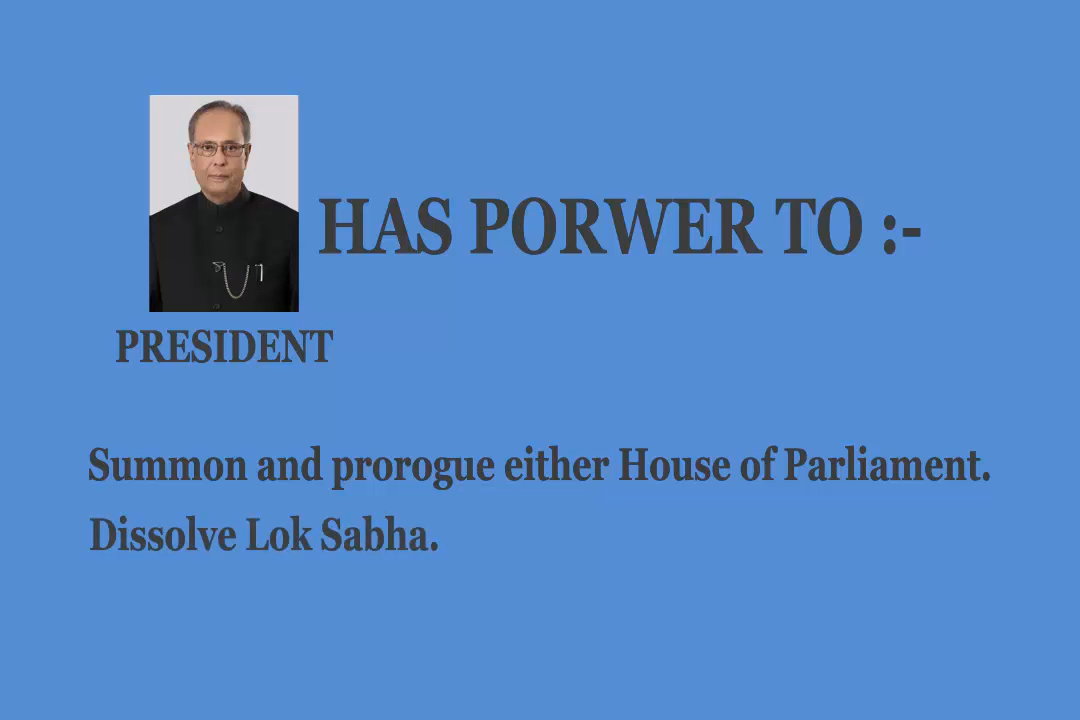 HAS PORWER TO :-
PRESIDENT
Summon and prorogue either House of Parliament.
Dissolve Lok Sabha.